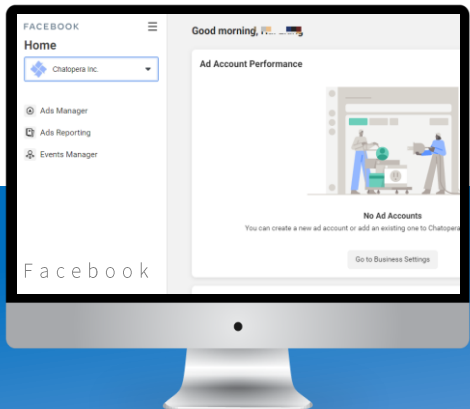 FACEBOOK
Home
Chatopera Inc.
Ads Manager
Ads Reporting
Events Manager
Facebook
Good morning,
Ad Account Performance
No Ad Accounts
You can create a new ad account or add an existing one to Chatopera
Go to Business Settings